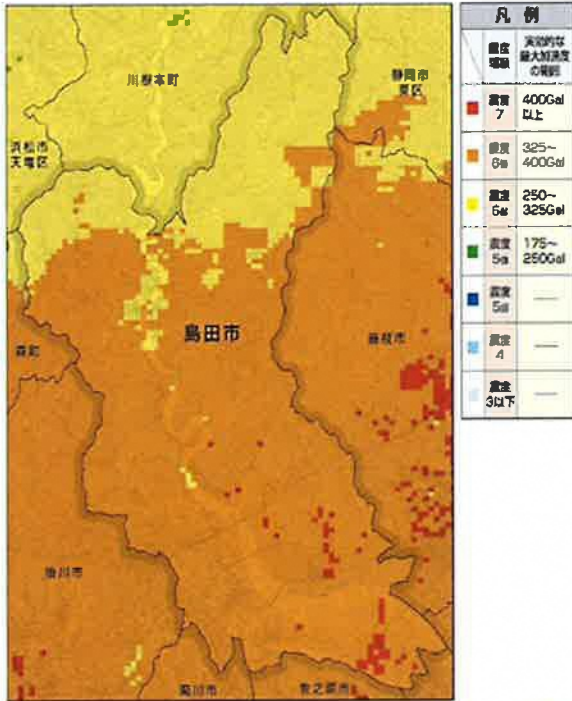 川根本町
静岡市
葵区
浜松市
天竜区
島田市
藤枝市
森町
掛川市
菊川市
牧之原市
凡 例
震度
実効的な
最大加速度
の範囲
震度
7
400Gal
以上
震度
6強
325～
400Gal
震度
6弱
250～
325Gal
震度
5強
175～
250Gal
震度
5弱
—
震度
4
—
震度
3以下
—